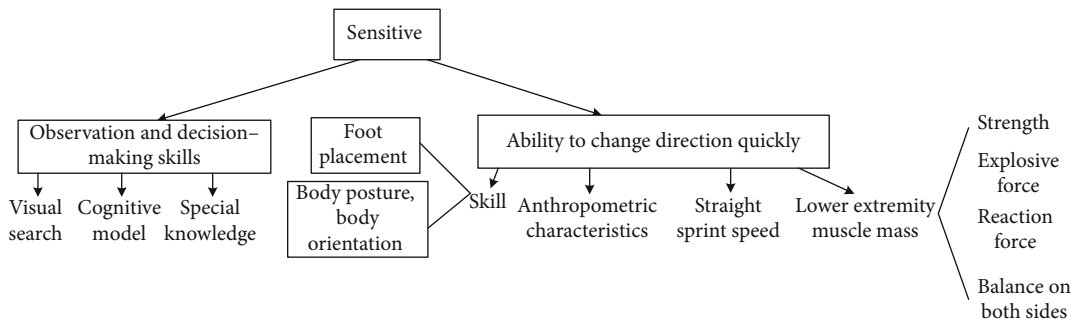 Sensitive
Observation and decision–
making skills
Visual
search
Cognitive
model
Special
knowledge
Foot
placement
Body posture,
body
orientation
Ability to change direction quickly
Skill
Anthropometric
characteristics
Straight
sprint speed
Lower extremity
muscle mass
Strength
Explosive
force
Reaction
force
Balance on
both sides